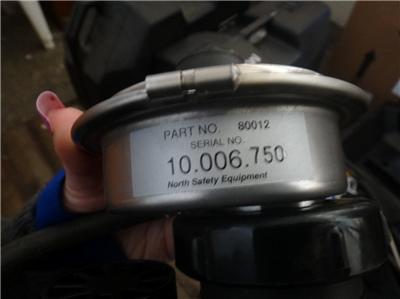 PART NO. 80012
SERIAL NO.
10.006.750
North Safety Equipment